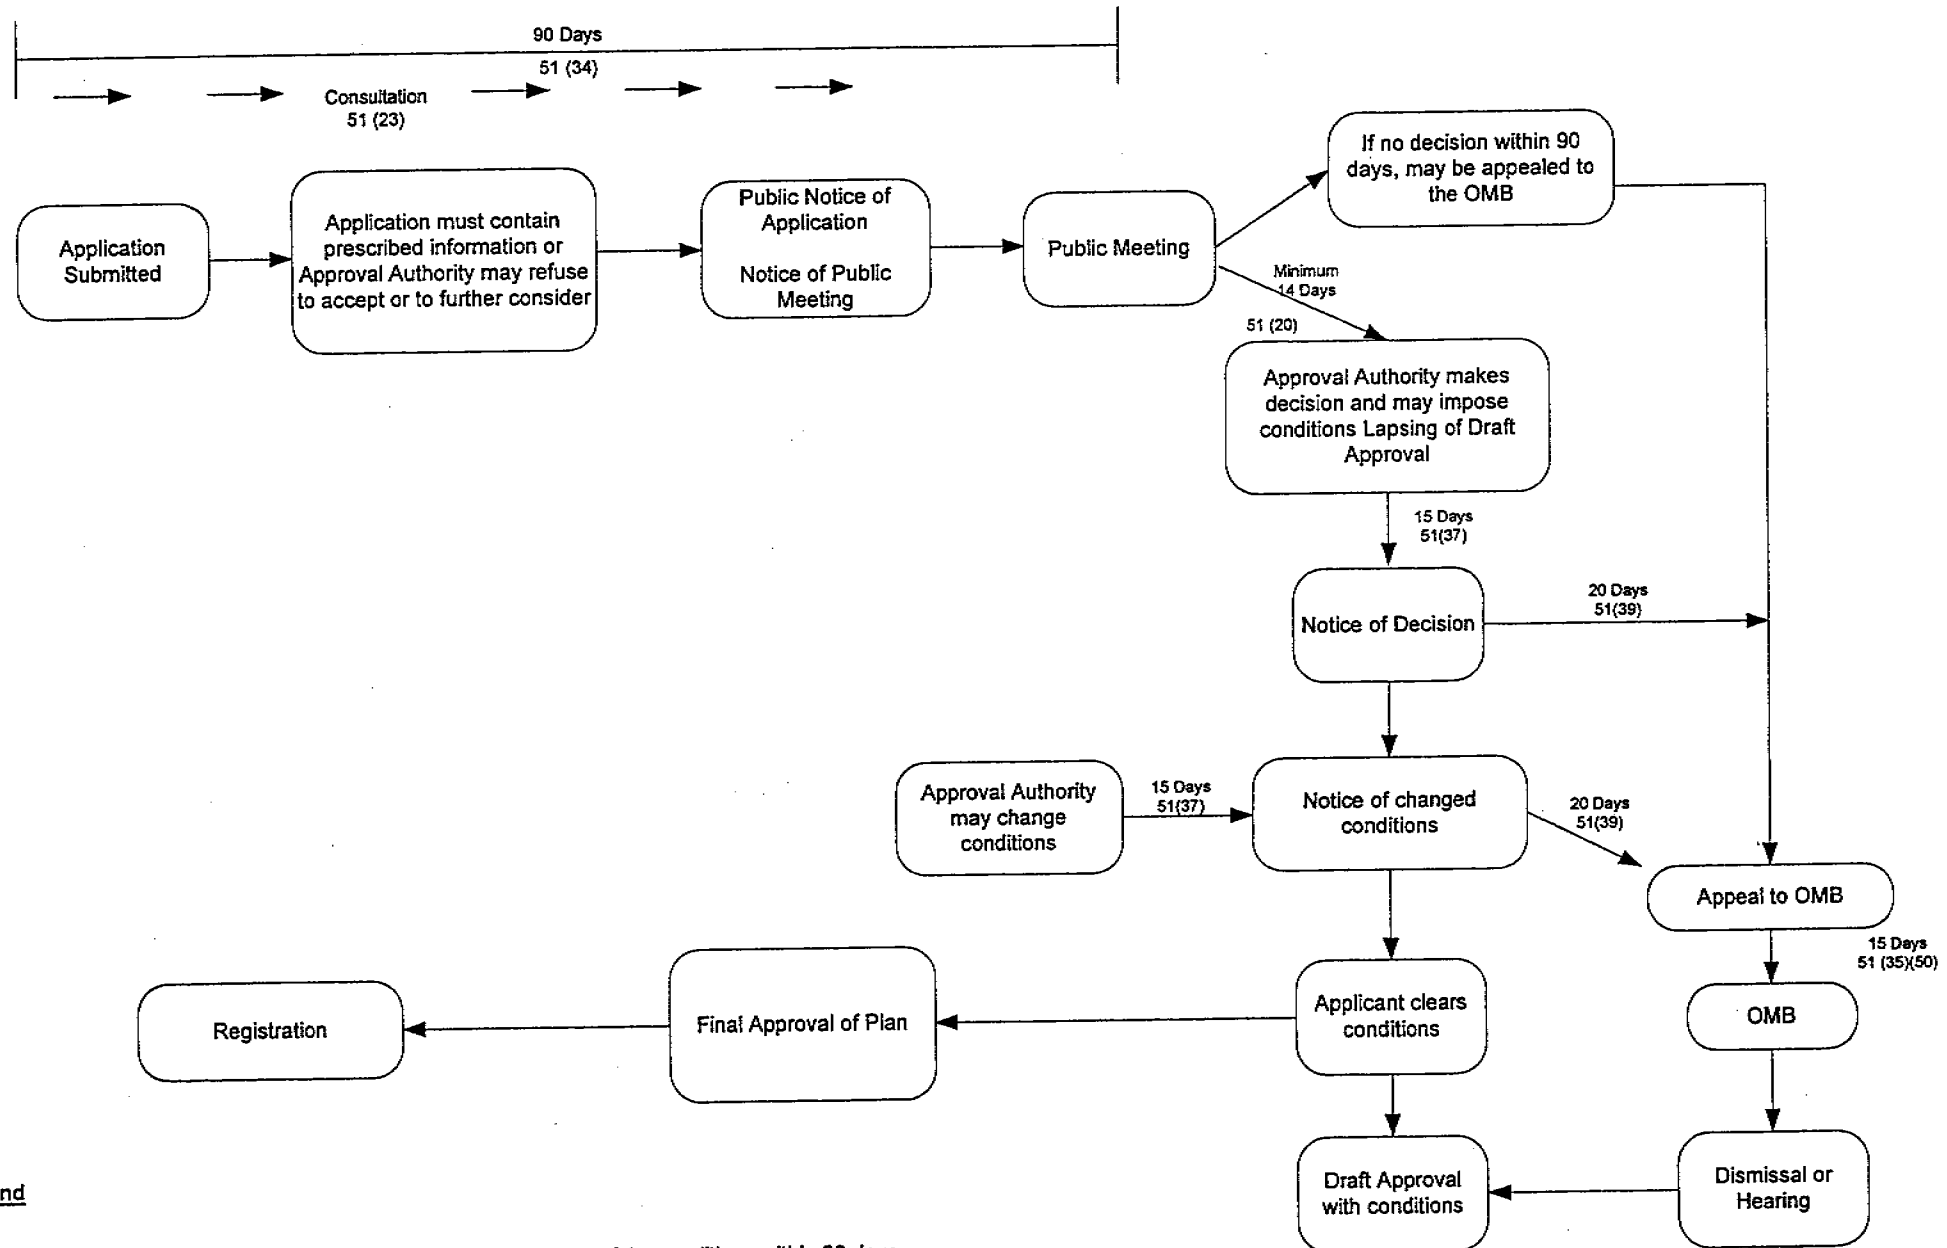 90 Days
51 (34)
Consultation
51 (23)
Application
Submitted
Application must contain
prescribed information or
Approval Authority may refuse
to accept or to further consider
Public Notice of
Application
Notice of Public
Meeting
Public Meeting
If no decision within 90
days, may be appealed to
the OMB
Minimum
14 Days
51 (20)
Approval Authority makes
decision and may impose
conditions Lapsing of Draft
Approval
15 Days
51(37)
Notice of Decision
20 Days
51(39)
Approval Authority
may change
conditions
15 Days
51(37)
Notice of changed
conditions
20 Days
51(39)
Appeal to OMB
15 Days
51 (35)(50)
OMB
Registration
Final Approval of Plan
Applicant clears
conditions
Draft Approval
with conditions
Dismissal or
Hearing
nd